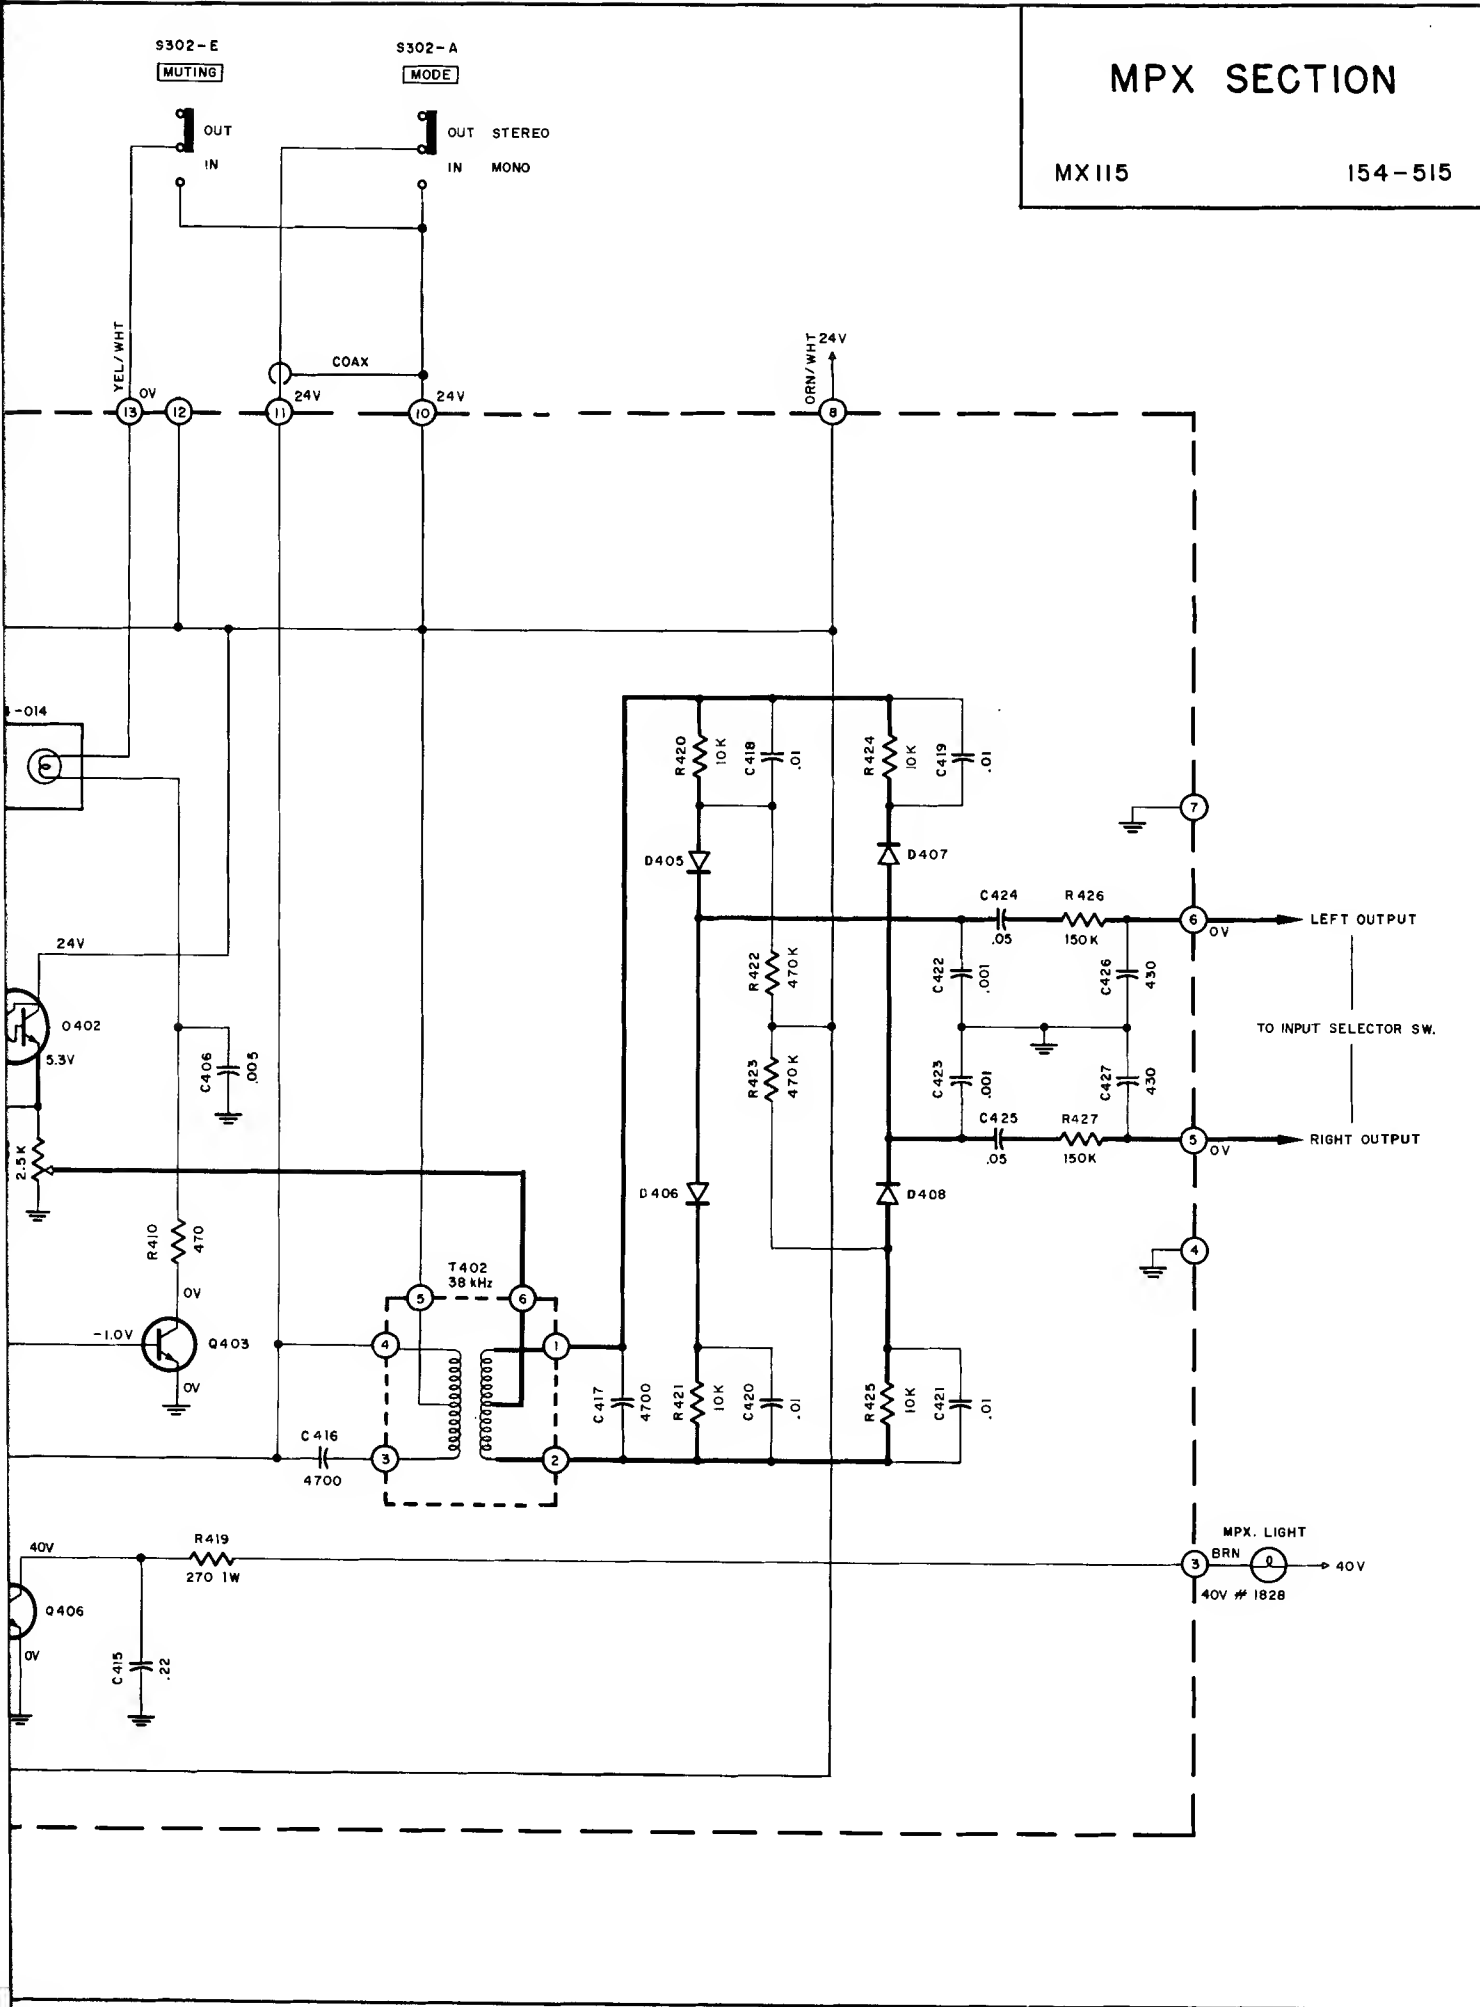 S302-E
MUTING
OUT
IN
S302-A
MODE
OUT STEREO
IN MONO
MPX SECTION
MX115 154-515
YEL/WHT
0V
COAX
24V
24V
ORN/WHT
24V
13
12
11
10
8
-014
R420
10K
C418
.01
R424
10K
C419
.01
7
D405
D407
C424
.05
R426
150K
6
0V
LEFT OUTPUT
24V
R422
470K
C422
.001
C426
430
Q402
5.3V
C406
.005
TO INPUT SELECTOR SW.
R423
470K
C423
.001
C427
430
C425
.05
R427
150K
5
0V
RIGHT OUTPUT
2.5K
D406
D408
R410
470
4
T402
38 kHz
5
6
0V
-1.0V
Q403
0V
4
1
C417
4700
R421
10K
C420
.01
R425
10K
C421
.01
C416
4700
3
2
40V
R419
270 1W
MPX. LIGHT
3
BRN
40V
40V # 1828
Q406
0V
C415
.22